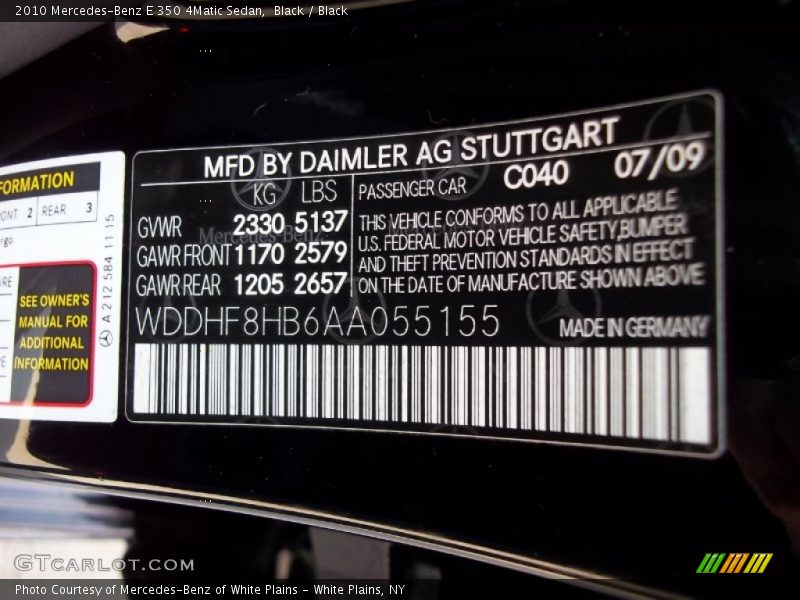 2010 Mercedes-Benz E 350 4Matic Sedan, Black / Black
MFD BY DAIMLER AG STUTTGART
C040 07/09
KG LBS
PASSENGER CAR
GVWR 2330 5137
GAWR FRONT 1170 2579
GAWR REAR 1205 2657
THIS VEHICLE CONFORMS TO ALL APPLICABLE
U.S. FEDERAL MOTOR VEHICLE SAFETY,BUMPER
AND THEFT PREVENTION STANDARDS IN EFFECT
ON THE DATE OF MANUFACTURE SHOWN ABOVE
Mercedes-Benz
WDDHF8HB6AA055155
MADE IN GERMANY
2 REAR 3
SEE OWNER'S
MANUAL FOR
ADDITIONAL
INFORMATION
A 212 584 11 15
GTCARLOT.COM
Photo Courtesy of Mercedes-Benz of White Plains - White Plains, NY